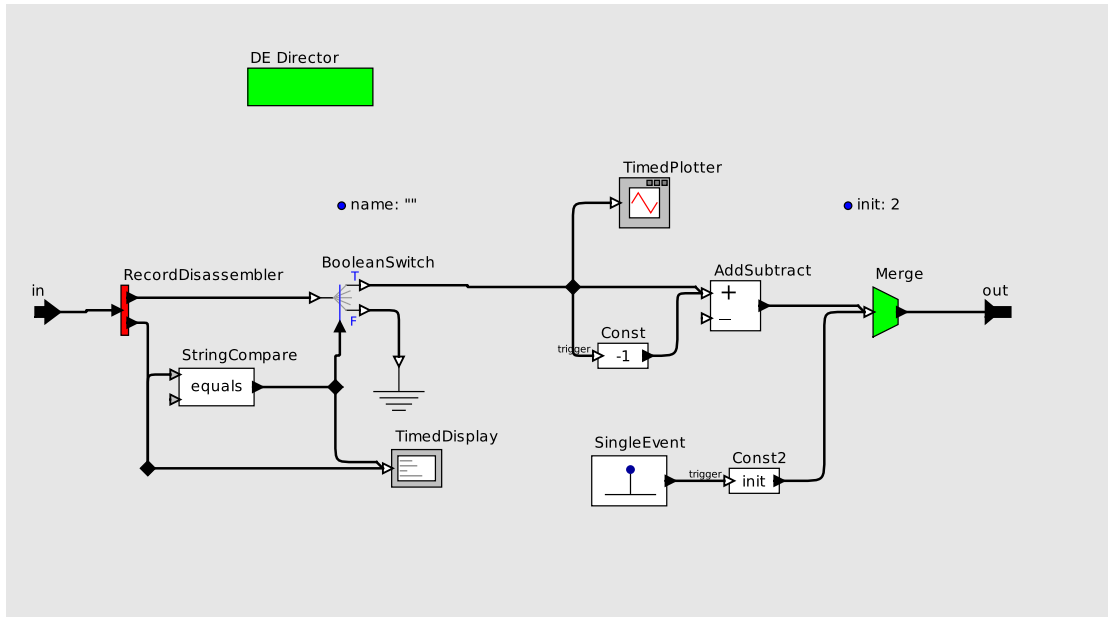 DE Director
TimedPlotter
name: ""
init: 2
RecordDisassembler
BooleanSwitch
T
F
AddSubtract
+
_
Merge
in
out
Const
trigger
-1
StringCompare
equals
TimedDisplay
SingleEvent
Const2
trigger
init